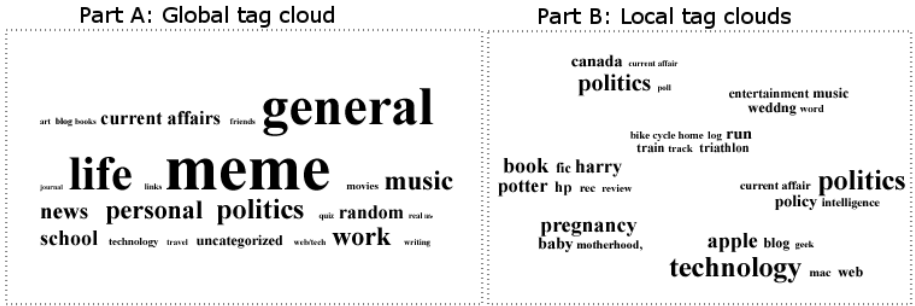 Part A: Global tag cloud
art blog books current affairs friends general
journal life links meme movies music
news personal politics quiz random real us
school technology travel uncategorized web/tech work writing
Part B: Local tag clouds
canada current affair
politics poll
entertainment music
weddng word
bike cycle home log run
train track triathlon
book fic harry
potter hp rec review
current affair politics
policy intelligence
pregnancy
baby motherhood,
apple blog geek
technology mac web